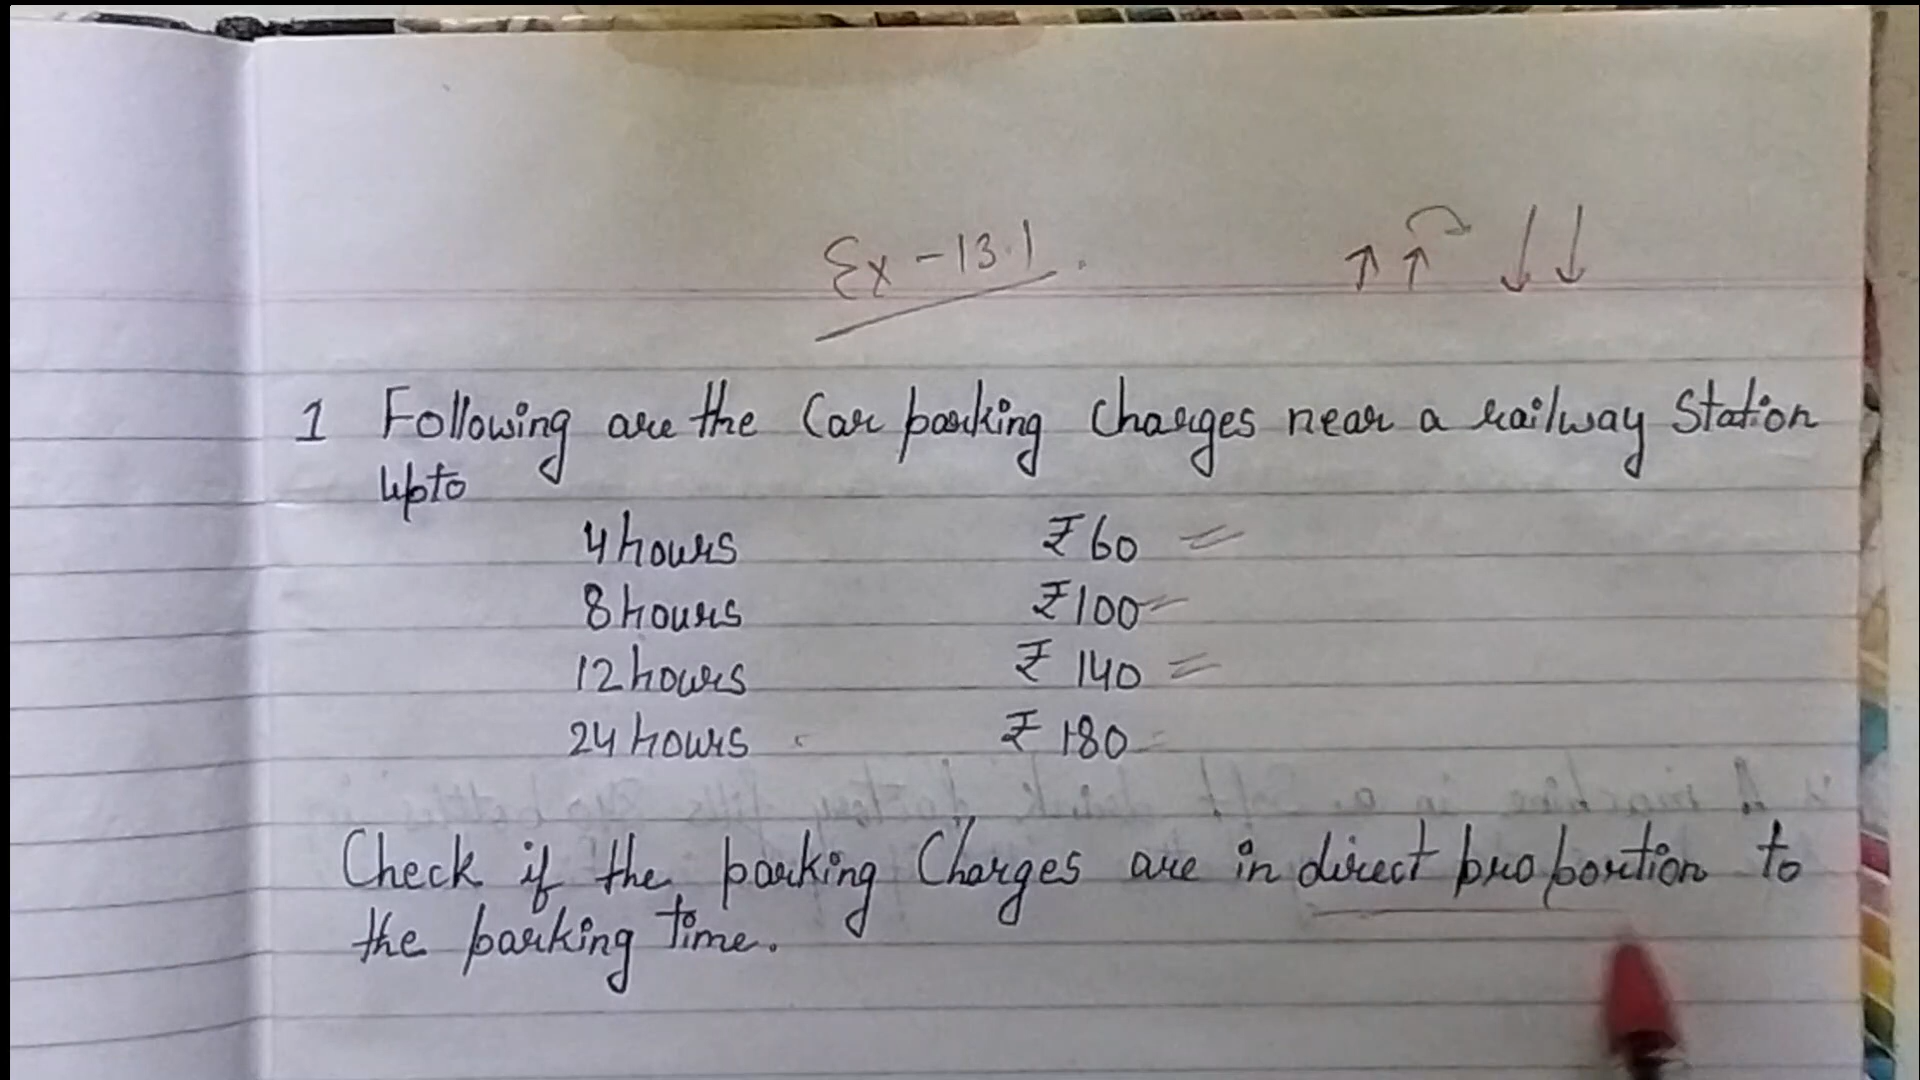 Ex - 13.1
1 Following are the Car parking Charges near a railway Station
upto
4 hours ₹ 60
8 hours ₹ 100
12 hours ₹ 140
24 hours ₹ 180
Check if the parking Charges are in direct proportion to
the parking Time.